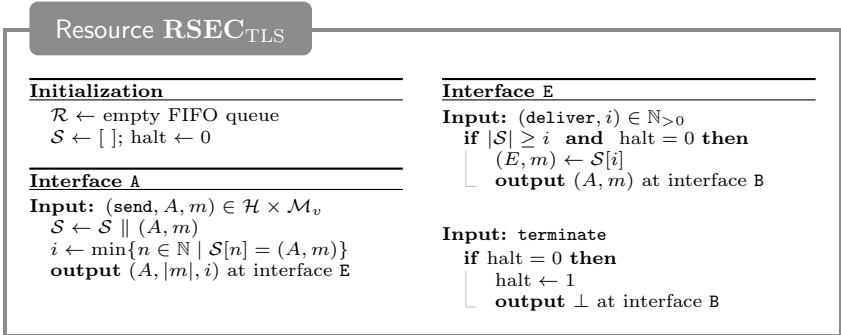 Resource RSEC_TLS
Initialization
ℛ ← empty FIFO queue
𝒮 ← [ ]; halt ← 0
Interface A
Input: (send, A, m) ∈ ℋ × ℳ_v
𝒮 ← 𝒮 ∥ (A, m)
i ← min{n ∈ ℕ | 𝒮[n] = (A, m)}
output (A, |m|, i) at interface E
Interface E
Input: (deliver, i) ∈ ℕ_{>0}
if |𝒮| ≥ i and halt = 0 then
(E, m) ← 𝒮[i]
output (A, m) at interface B
Input: terminate
if halt = 0 then
halt ← 1
output ⊥ at interface B